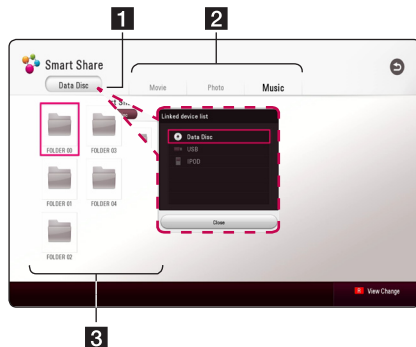 1
2
Smart Share
Data Disc
Movie
Photo
Music
Linked device list
Data Disc
USB
IPOD
Close
FOLDER 00
FOLDER 03
FOLDER 01
FOLDER 04
FOLDER 02
R View Change
3